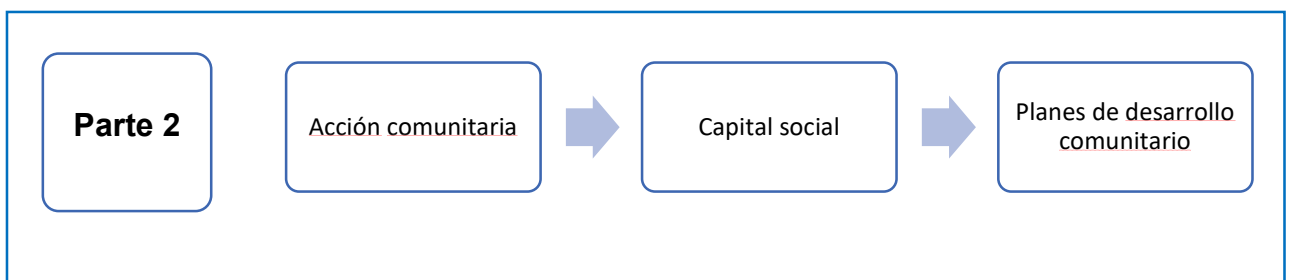 Parte 2
Acción comunitaria
Capital social
Planes de desarrollo
comunitario